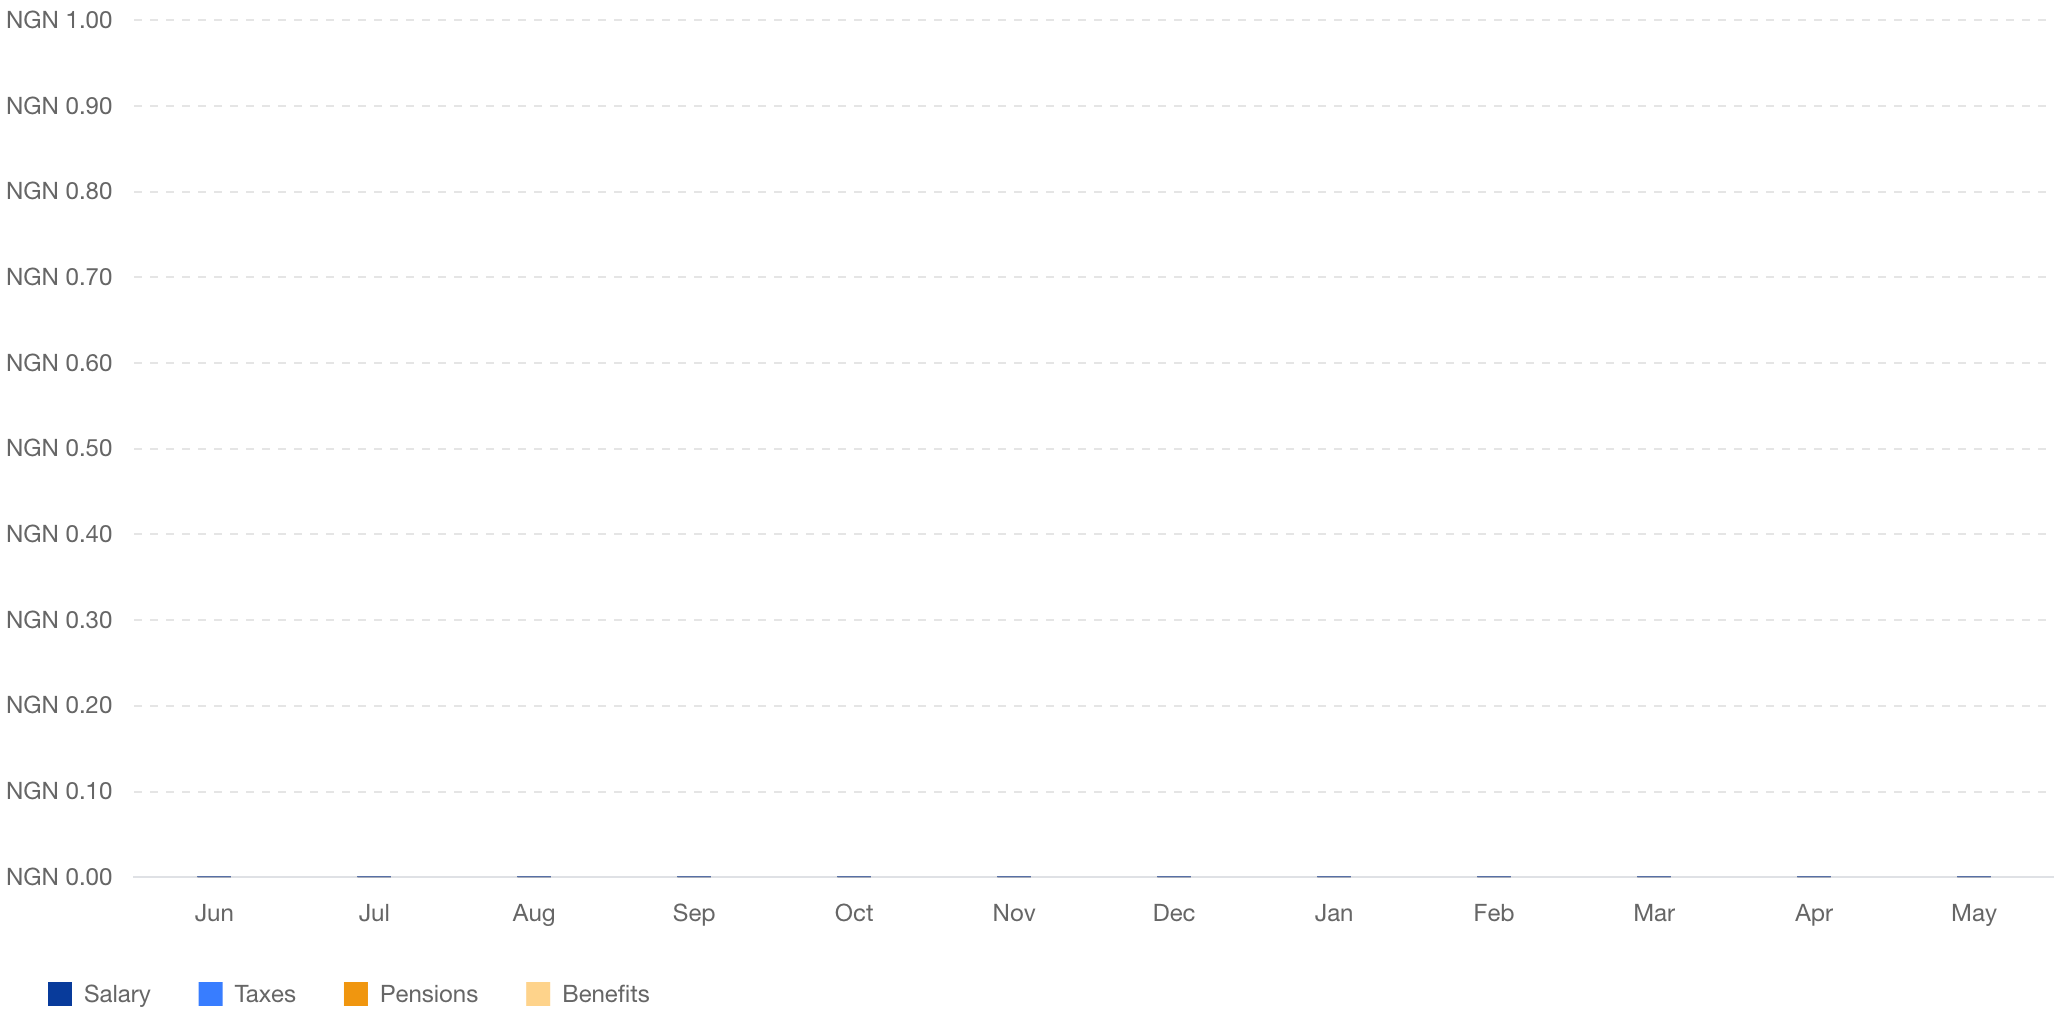 NGN 1.00
NGN 0.90
NGN 0.80
NGN 0.70
NGN 0.60
NGN 0.50
NGN 0.40
NGN 0.30
NGN 0.20
NGN 0.10
NGN 0.00
Jun Jul Aug Sep Oct Nov Dec Jan Feb Mar Apr May
Salary Taxes Pensions Benefits